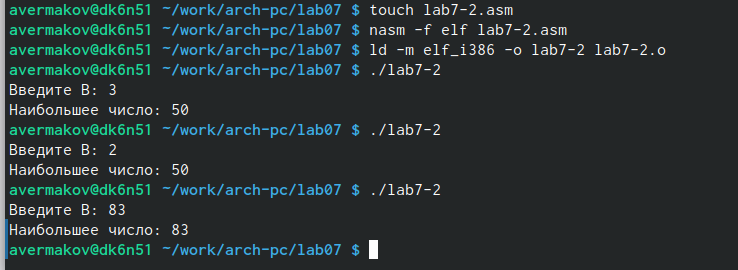 avermakov@dk6n51 ~/work/arch-pc/lab07 $ touch lab7-2.asm
avermakov@dk6n51 ~/work/arch-pc/lab07 $ nasm -f elf lab7-2.asm
avermakov@dk6n51 ~/work/arch-pc/lab07 $ ld -m elf_i386 -o lab7-2 lab7-2.o
avermakov@dk6n51 ~/work/arch-pc/lab07 $ ./lab7-2
Введите B: 3
Наибольшее число: 50
avermakov@dk6n51 ~/work/arch-pc/lab07 $ ./lab7-2
Введите B: 2
Наибольшее число: 50
avermakov@dk6n51 ~/work/arch-pc/lab07 $ ./lab7-2
Введите B: 83
Наибольшее число: 83
avermakov@dk6n51 ~/work/arch-pc/lab07 $